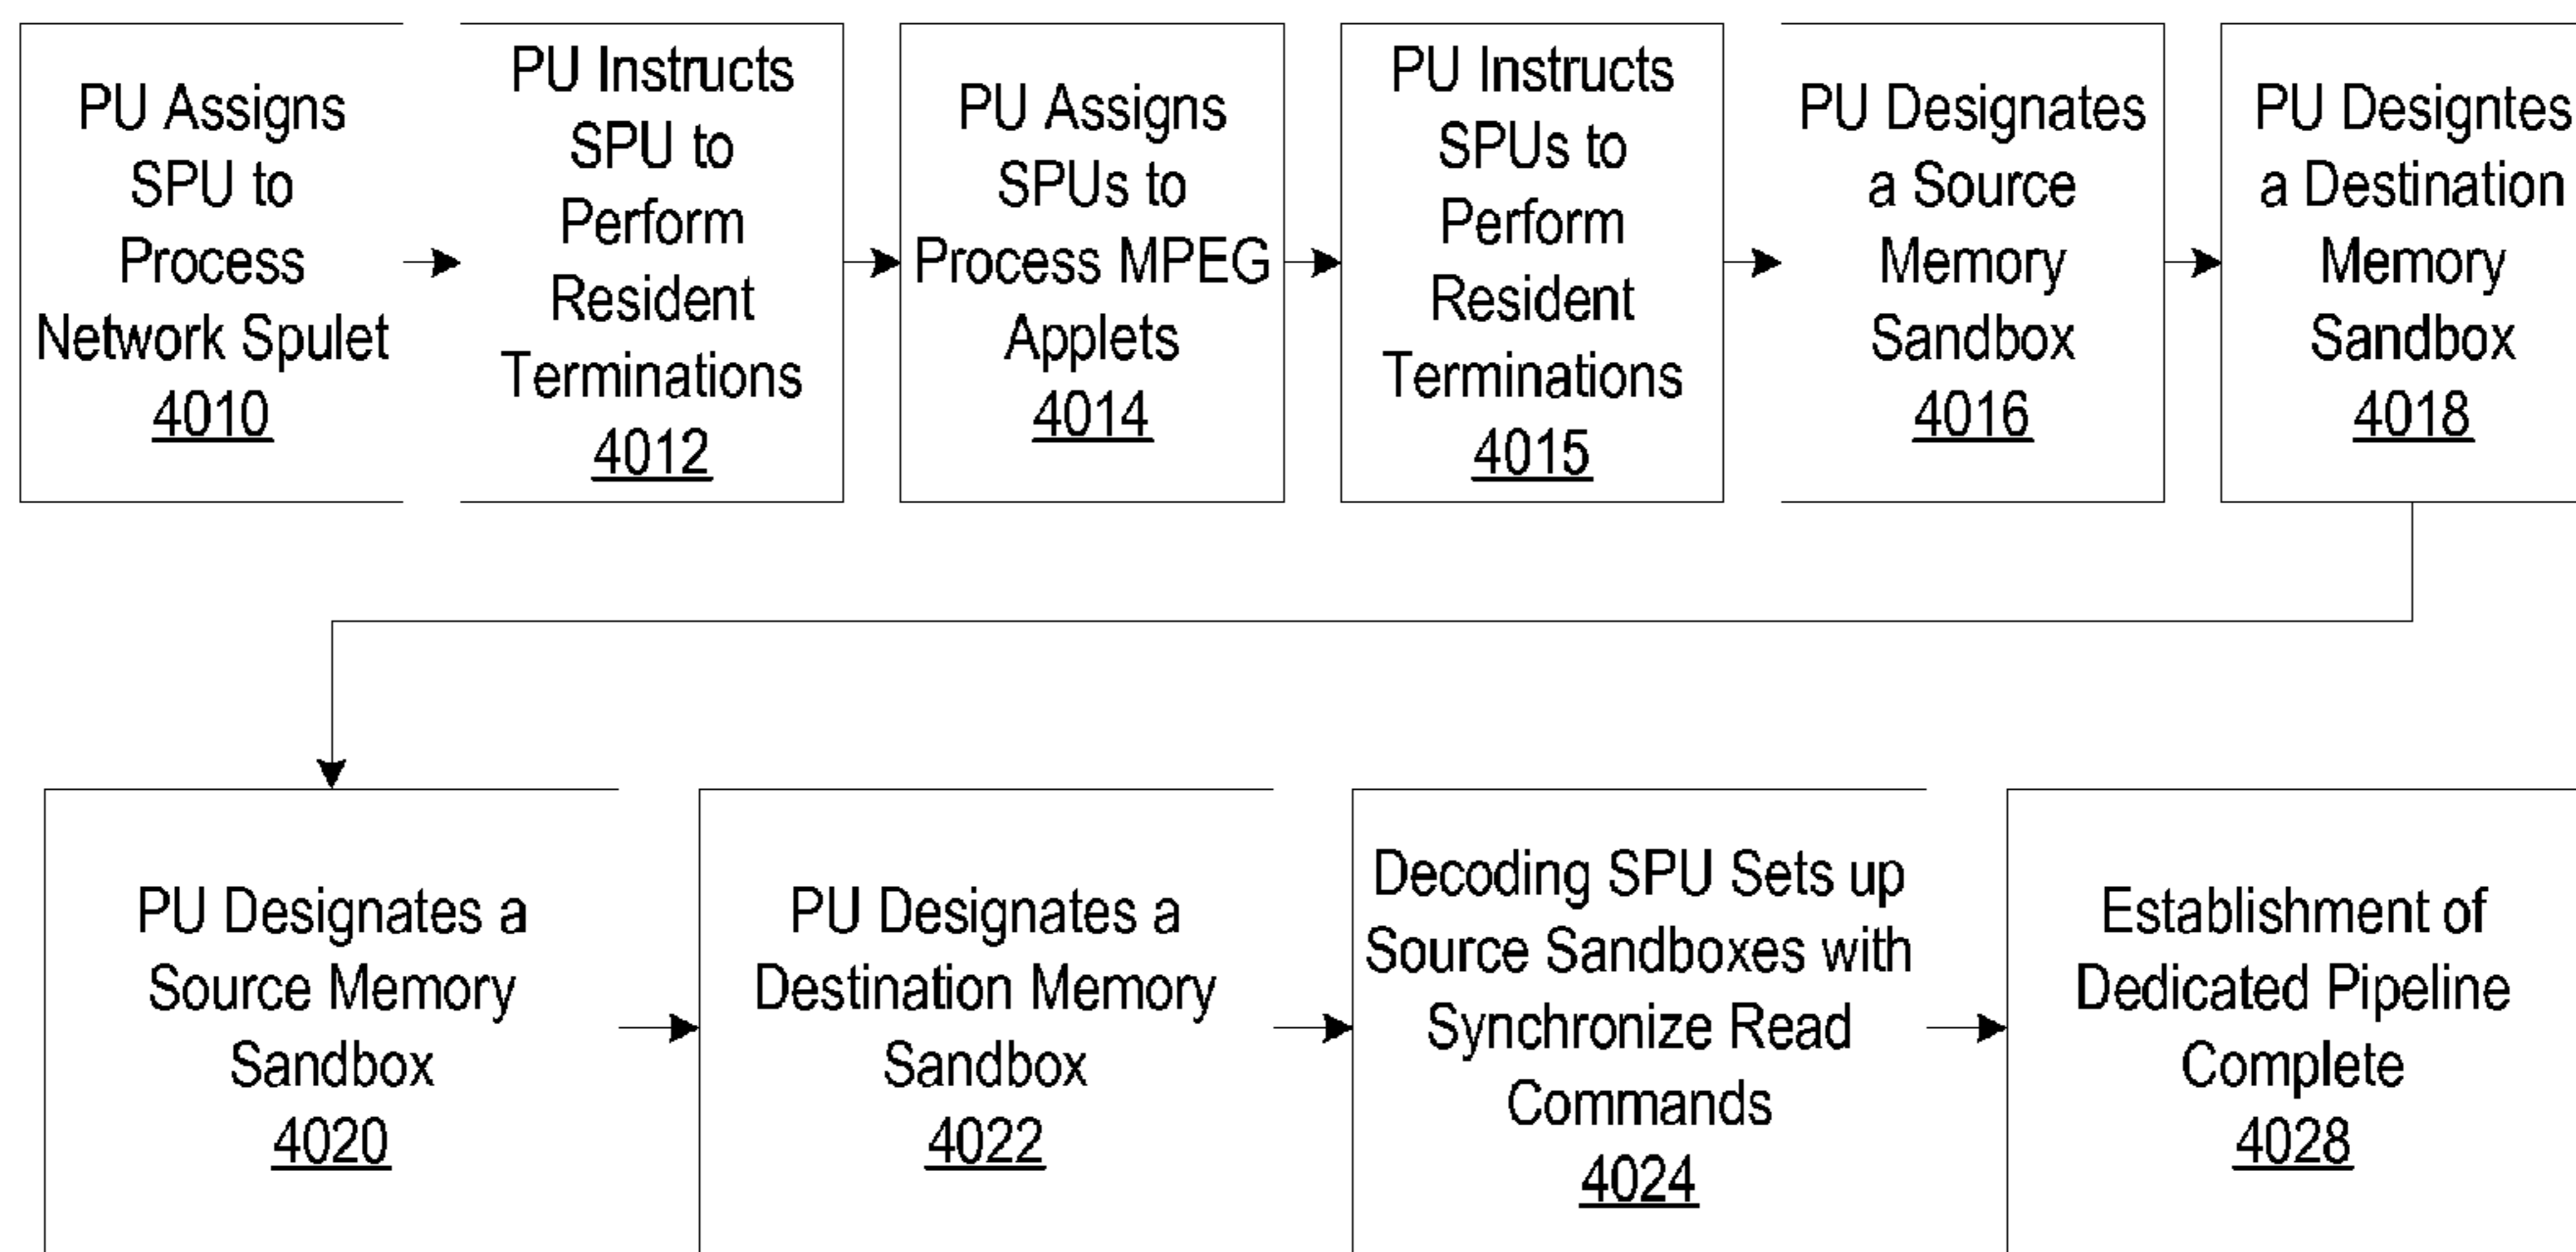 PU Assigns
SPU to
Process
Network Spulet
4010
PU Instructs
SPU to
Perform
Resident
Terminations
4012
PU Assigns
SPUs to
Process MPEG
Applets
4014
PU Instructs
SPUs to
Perform
Resident
Terminations
4015
PU Designates
a Source
Memory
Sandbox
4016
PU Designtes
a Destination
Memory
Sandbox
4018
PU Designates a
Source Memory
Sandbox
4020
PU Designates a
Destination Memory
Sandbox
4022
Decoding SPU Sets up
Source Sandboxes with
Synchronize Read
Commands
4024
Establishment of
Dedicated Pipeline
Complete
4028